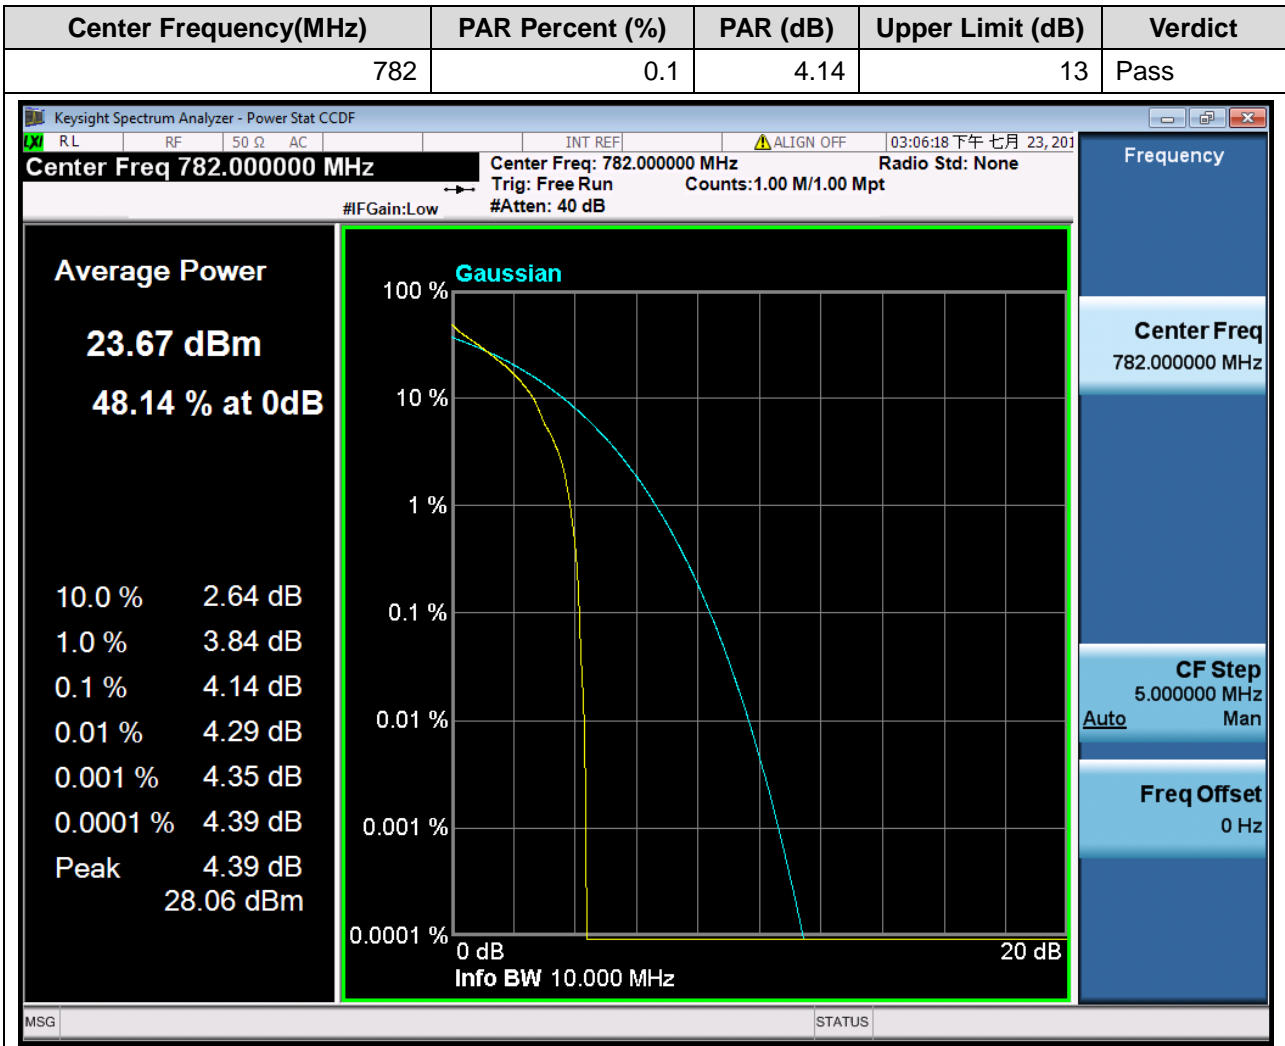 Center Frequency(MHz) PAR Percent (%) PAR (dB) Upper Limit (dB) Verdict
782 0.1 4.14 13 Pass
Keysight Spectrum Analyzer - Power Stat CCDF
LXI RL RF 50 Ω AC INT REF ALIGN OFF 03:06:18 下午 七月 23, 201
Center Freq 782.000000 MHz
Center Freq: 782.000000 MHz Radio Std: None
Trig: Free Run Counts:1.00 M/1.00 Mpt
#IFGain:Low #Atten: 40 dB
Average Power
23.67 dBm
48.14 % at 0dB
10.0 % 2.64 dB
1.0 % 3.84 dB
0.1 % 4.14 dB
0.01 % 4.29 dB
0.001 % 4.35 dB
0.0001 % 4.39 dB
Peak 4.39 dB
28.06 dBm
Gaussian
100 %
10 %
1 %
0.1 %
0.01 %
0.001 %
0.0001 %
0 dB 20 dB
Info BW 10.000 MHz
Frequency
Center Freq
782.000000 MHz
CF Step
5.000000 MHz
Auto Man
Freq Offset
0 Hz
MSG STATUS